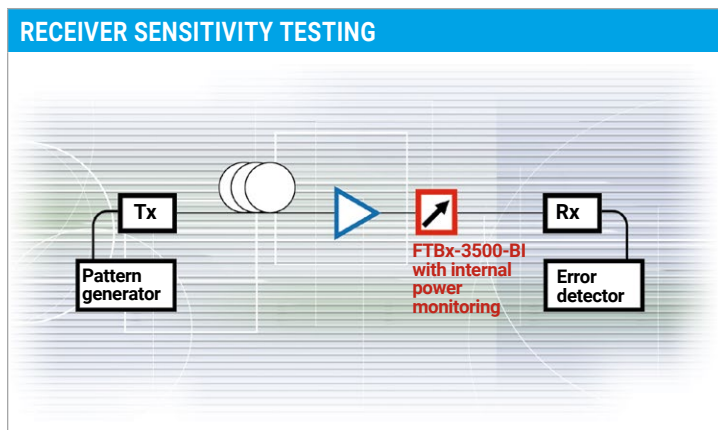 RECEIVER SENSITIVITY TESTING
Tx
Rx
FTBx-3500-BI
with internal
power
monitoring
Pattern
generator
Error
detector